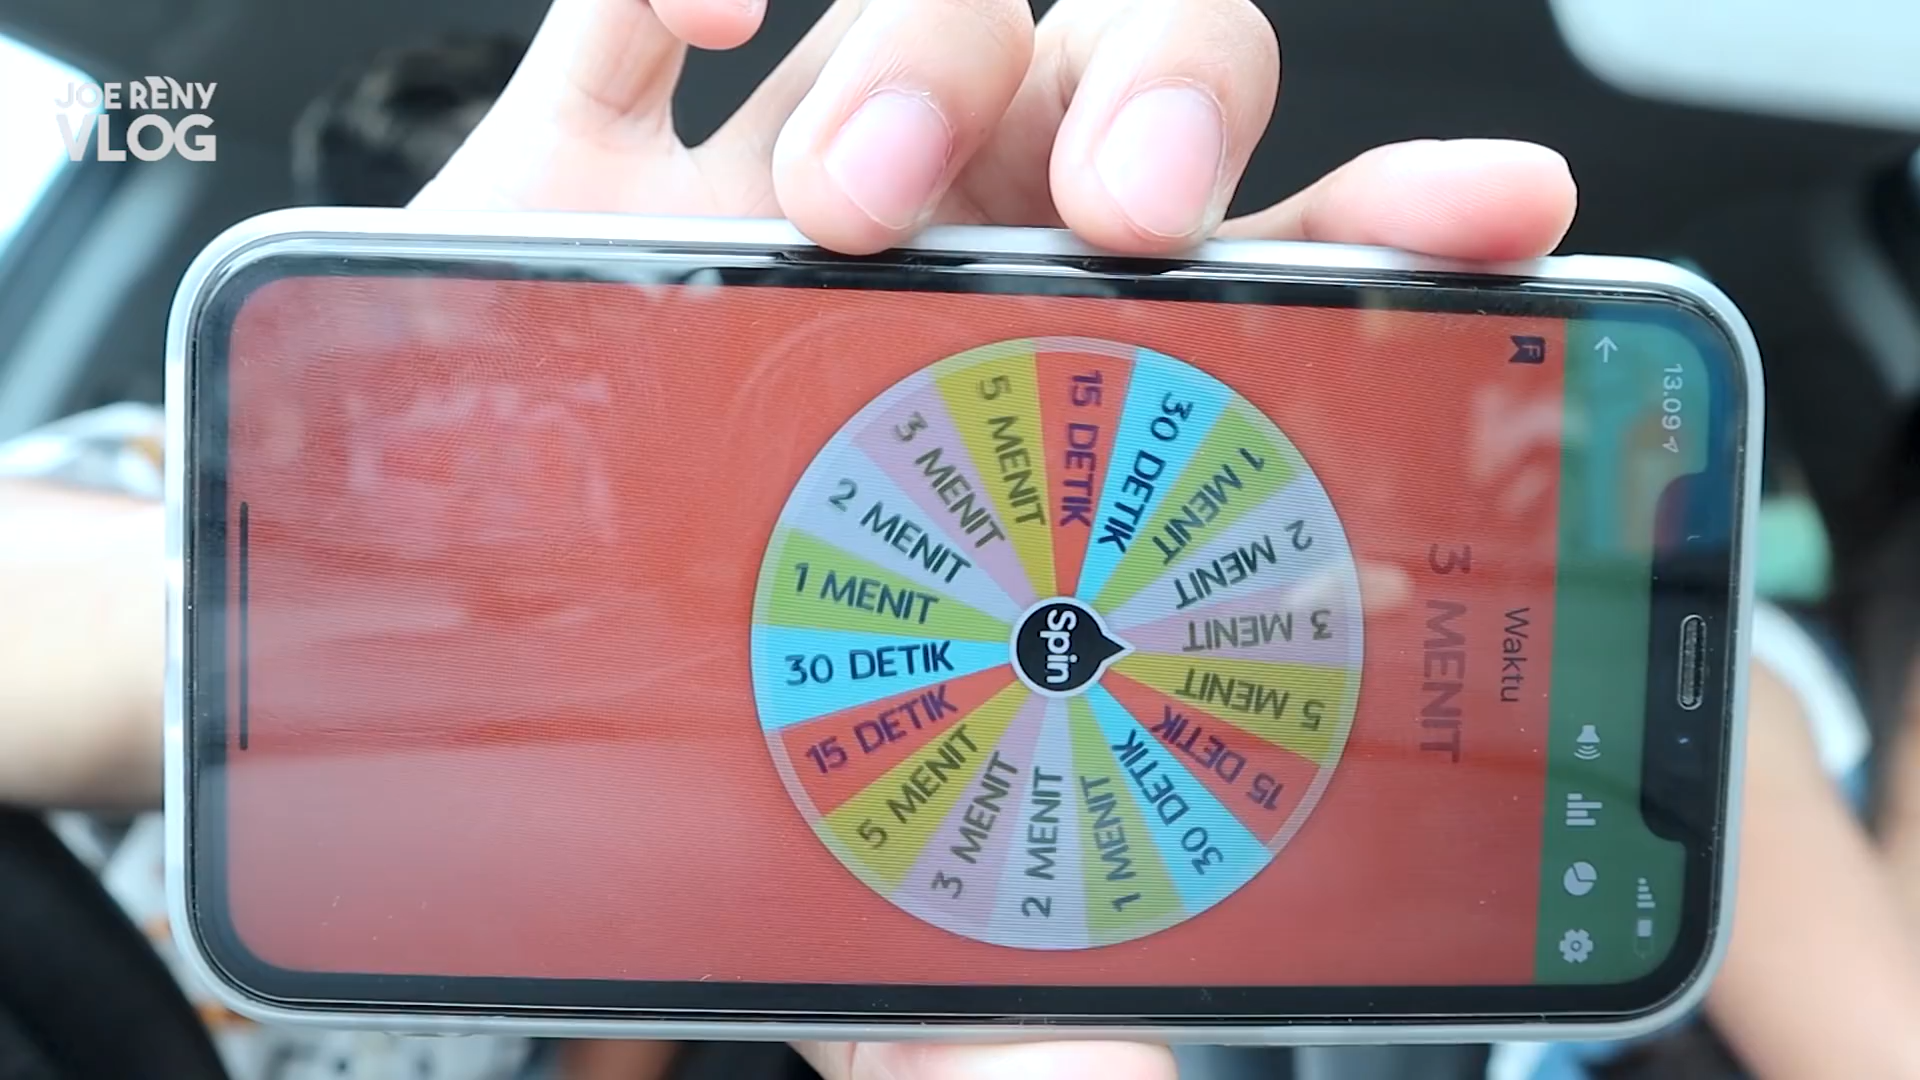 JOE RENY
VLOG
13.09
Waktu
3 MENIT
15 DETIK
30 DETIK
1 MENIT
2 MENIT
3 MENIT
5 MENIT
15 DETIK
30 DETIK
1 MENIT
2 MENIT
3 MENIT
5 MENIT
15 DETIK
30 DETIK
1 MENIT
2 MENIT
3 MENIT
5 MENIT
Spin